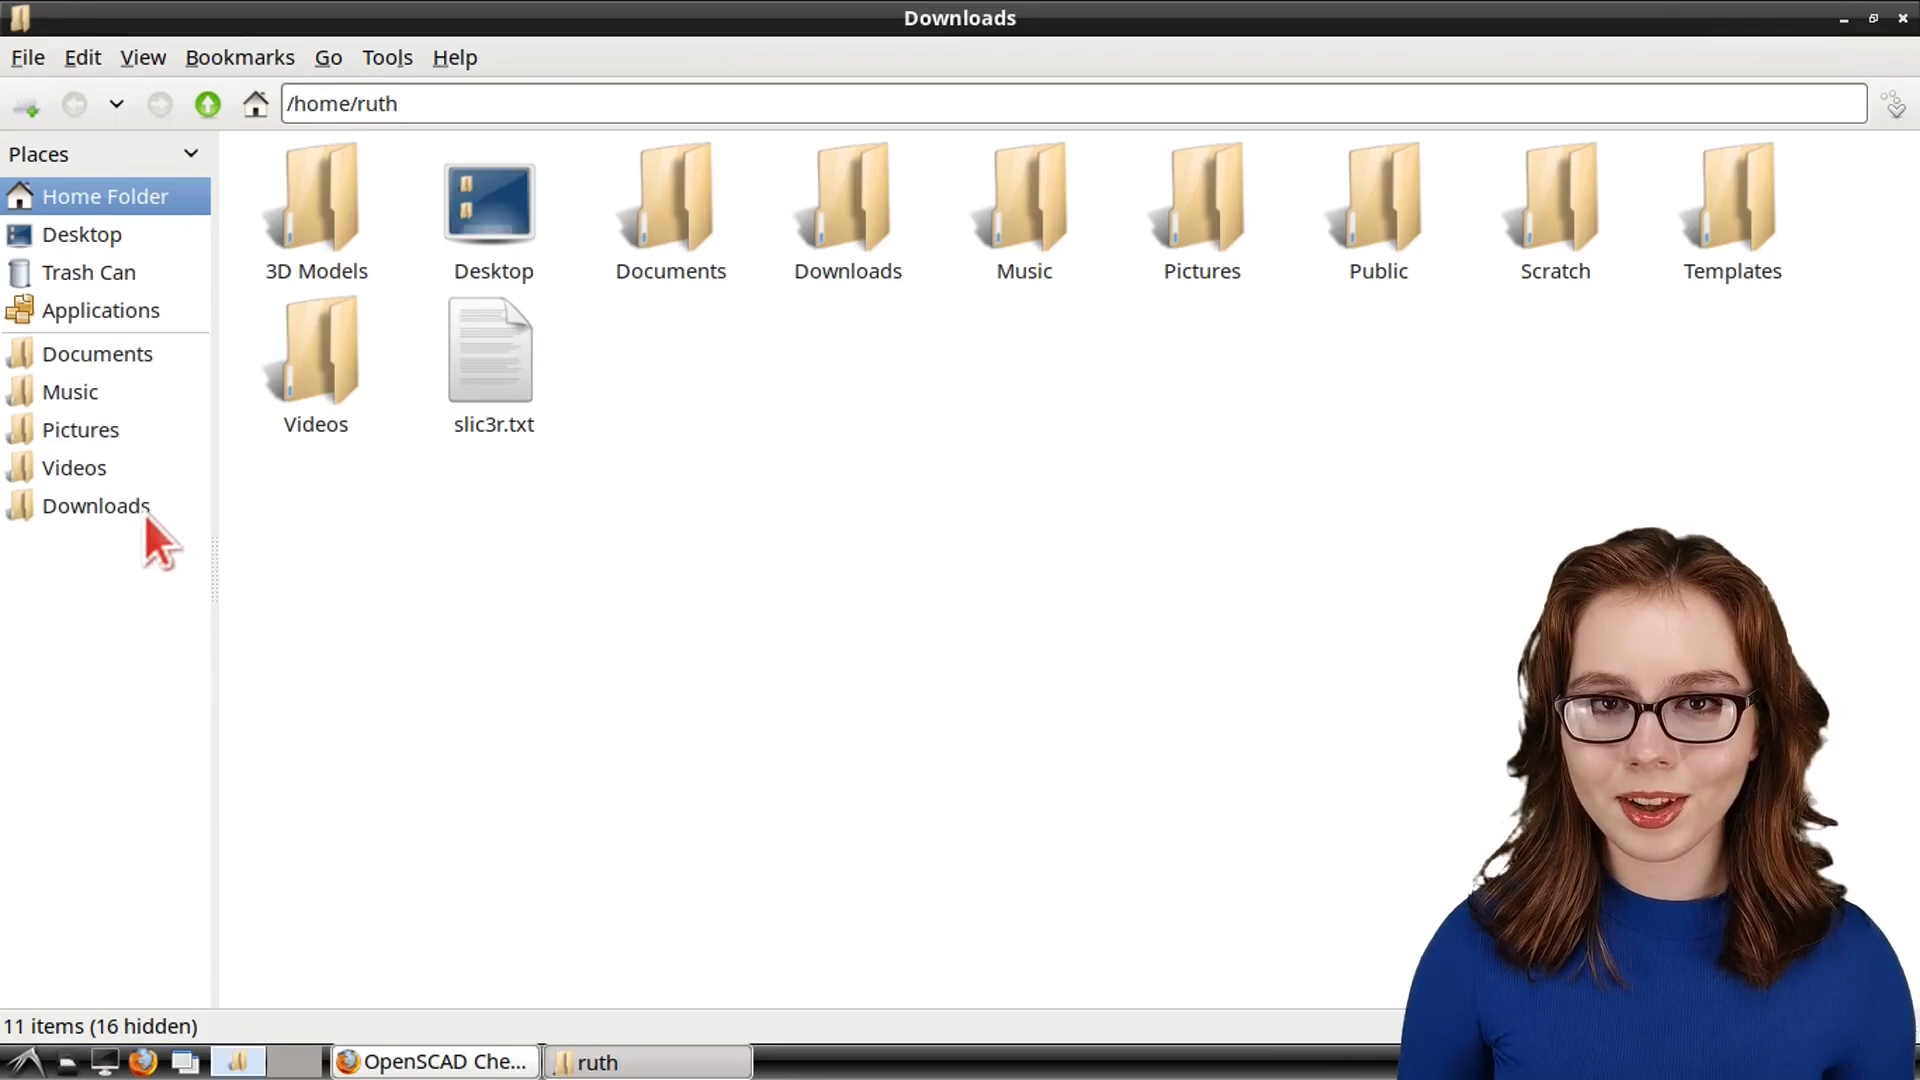 Downloads
File Edit View Bookmarks Go Tools Help
/home/ruth
Places
Home Folder
Desktop
Trash Can
Applications
Documents
Music
Pictures
Videos
Downloads
3D Models Desktop Documents Downloads Music Pictures Public Scratch Templates
Videos slic3r.txt
11 items (16 hidden)
OpenSCAD Che... ruth